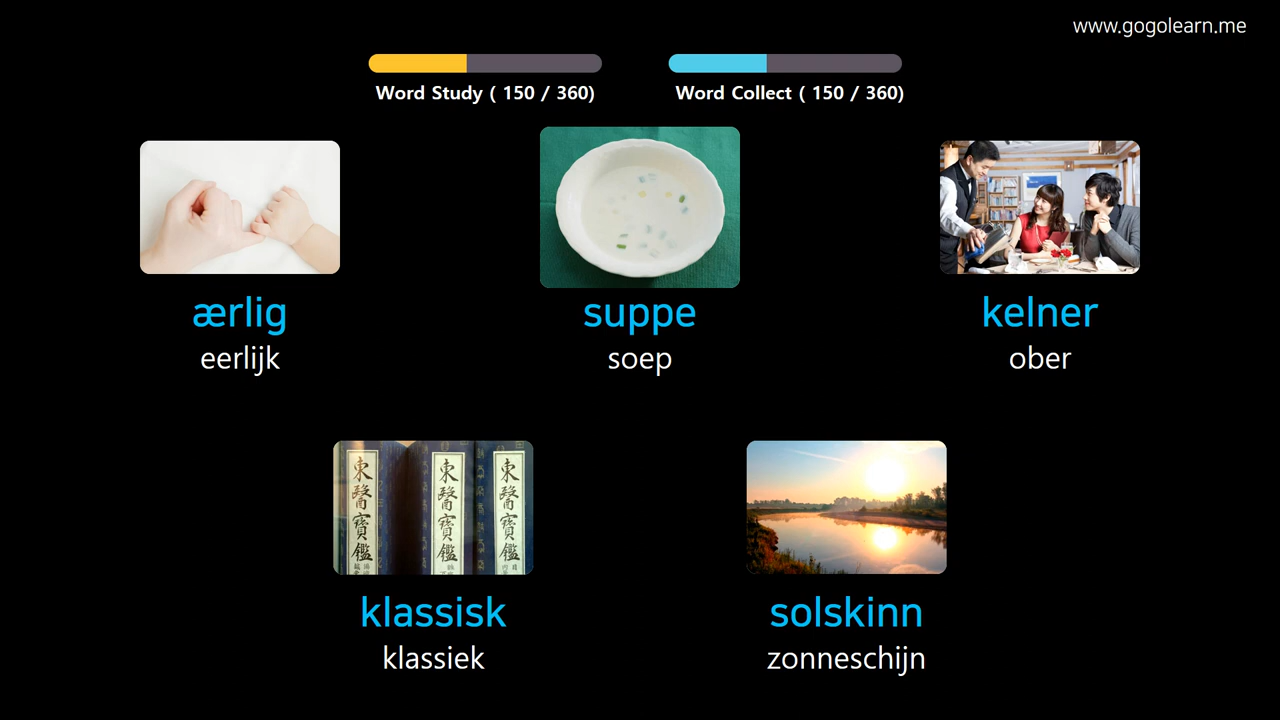 www.gogolearn.me
Word Study ( 150 / 360)
Word Collect ( 150 / 360)
ærlig
eerlijk
suppe
soep
kelner
ober
東醫寶鑑
東醫寶鑑
東醫寶鑑
klassisk
klassiek
solskinn
zonneschijn